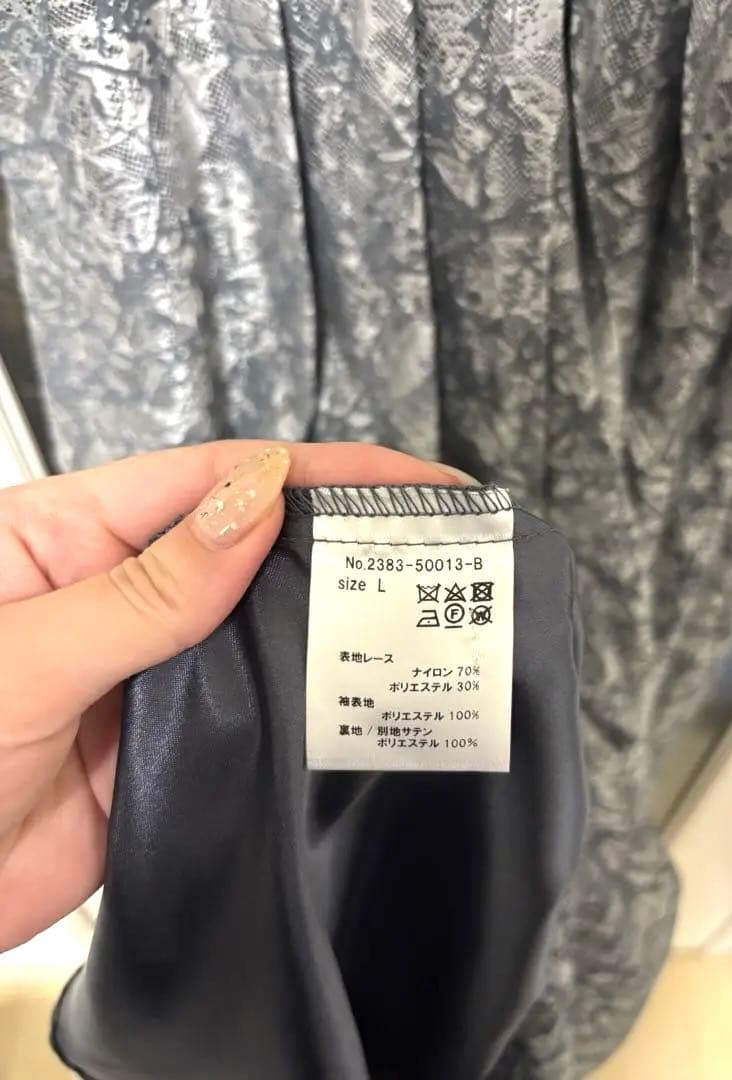 No.2383-50013-B
size L
表地レース
ナイロン 70%
ポリエステル 30%
袖表地
ポリエステル 100%
裏地 / 別地サテン
ポリエステル 100%